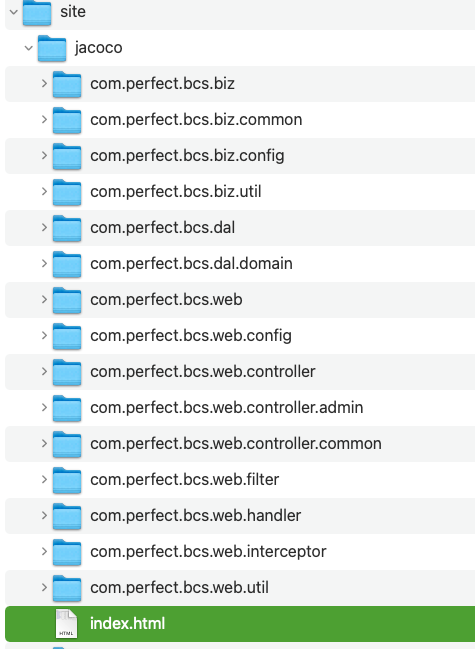 site
jacoco
com.perfect.bcs.biz
com.perfect.bcs.biz.common
com.perfect.bcs.biz.config
com.perfect.bcs.biz.util
com.perfect.bcs.dal
com.perfect.bcs.dal.domain
com.perfect.bcs.web
com.perfect.bcs.web.config
com.perfect.bcs.web.controller
com.perfect.bcs.web.controller.admin
com.perfect.bcs.web.controller.common
com.perfect.bcs.web.filter
com.perfect.bcs.web.handler
com.perfect.bcs.web.interceptor
com.perfect.bcs.web.util
HTML
index.html